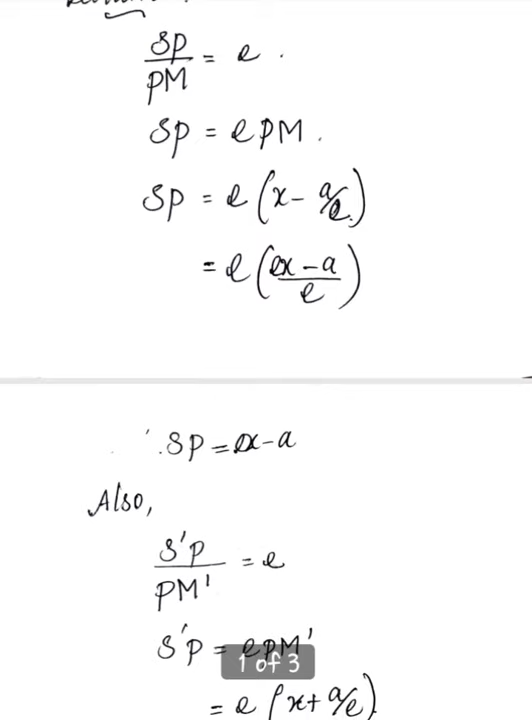 SP/PM = e.
SP = ePM.
SP = e(x - a/e)
= e((ex - a)/e)
∴ SP = ex - a
Also,
S'P/PM' = e
S'P = ePM'
1 of 3
= e(x + a/e)